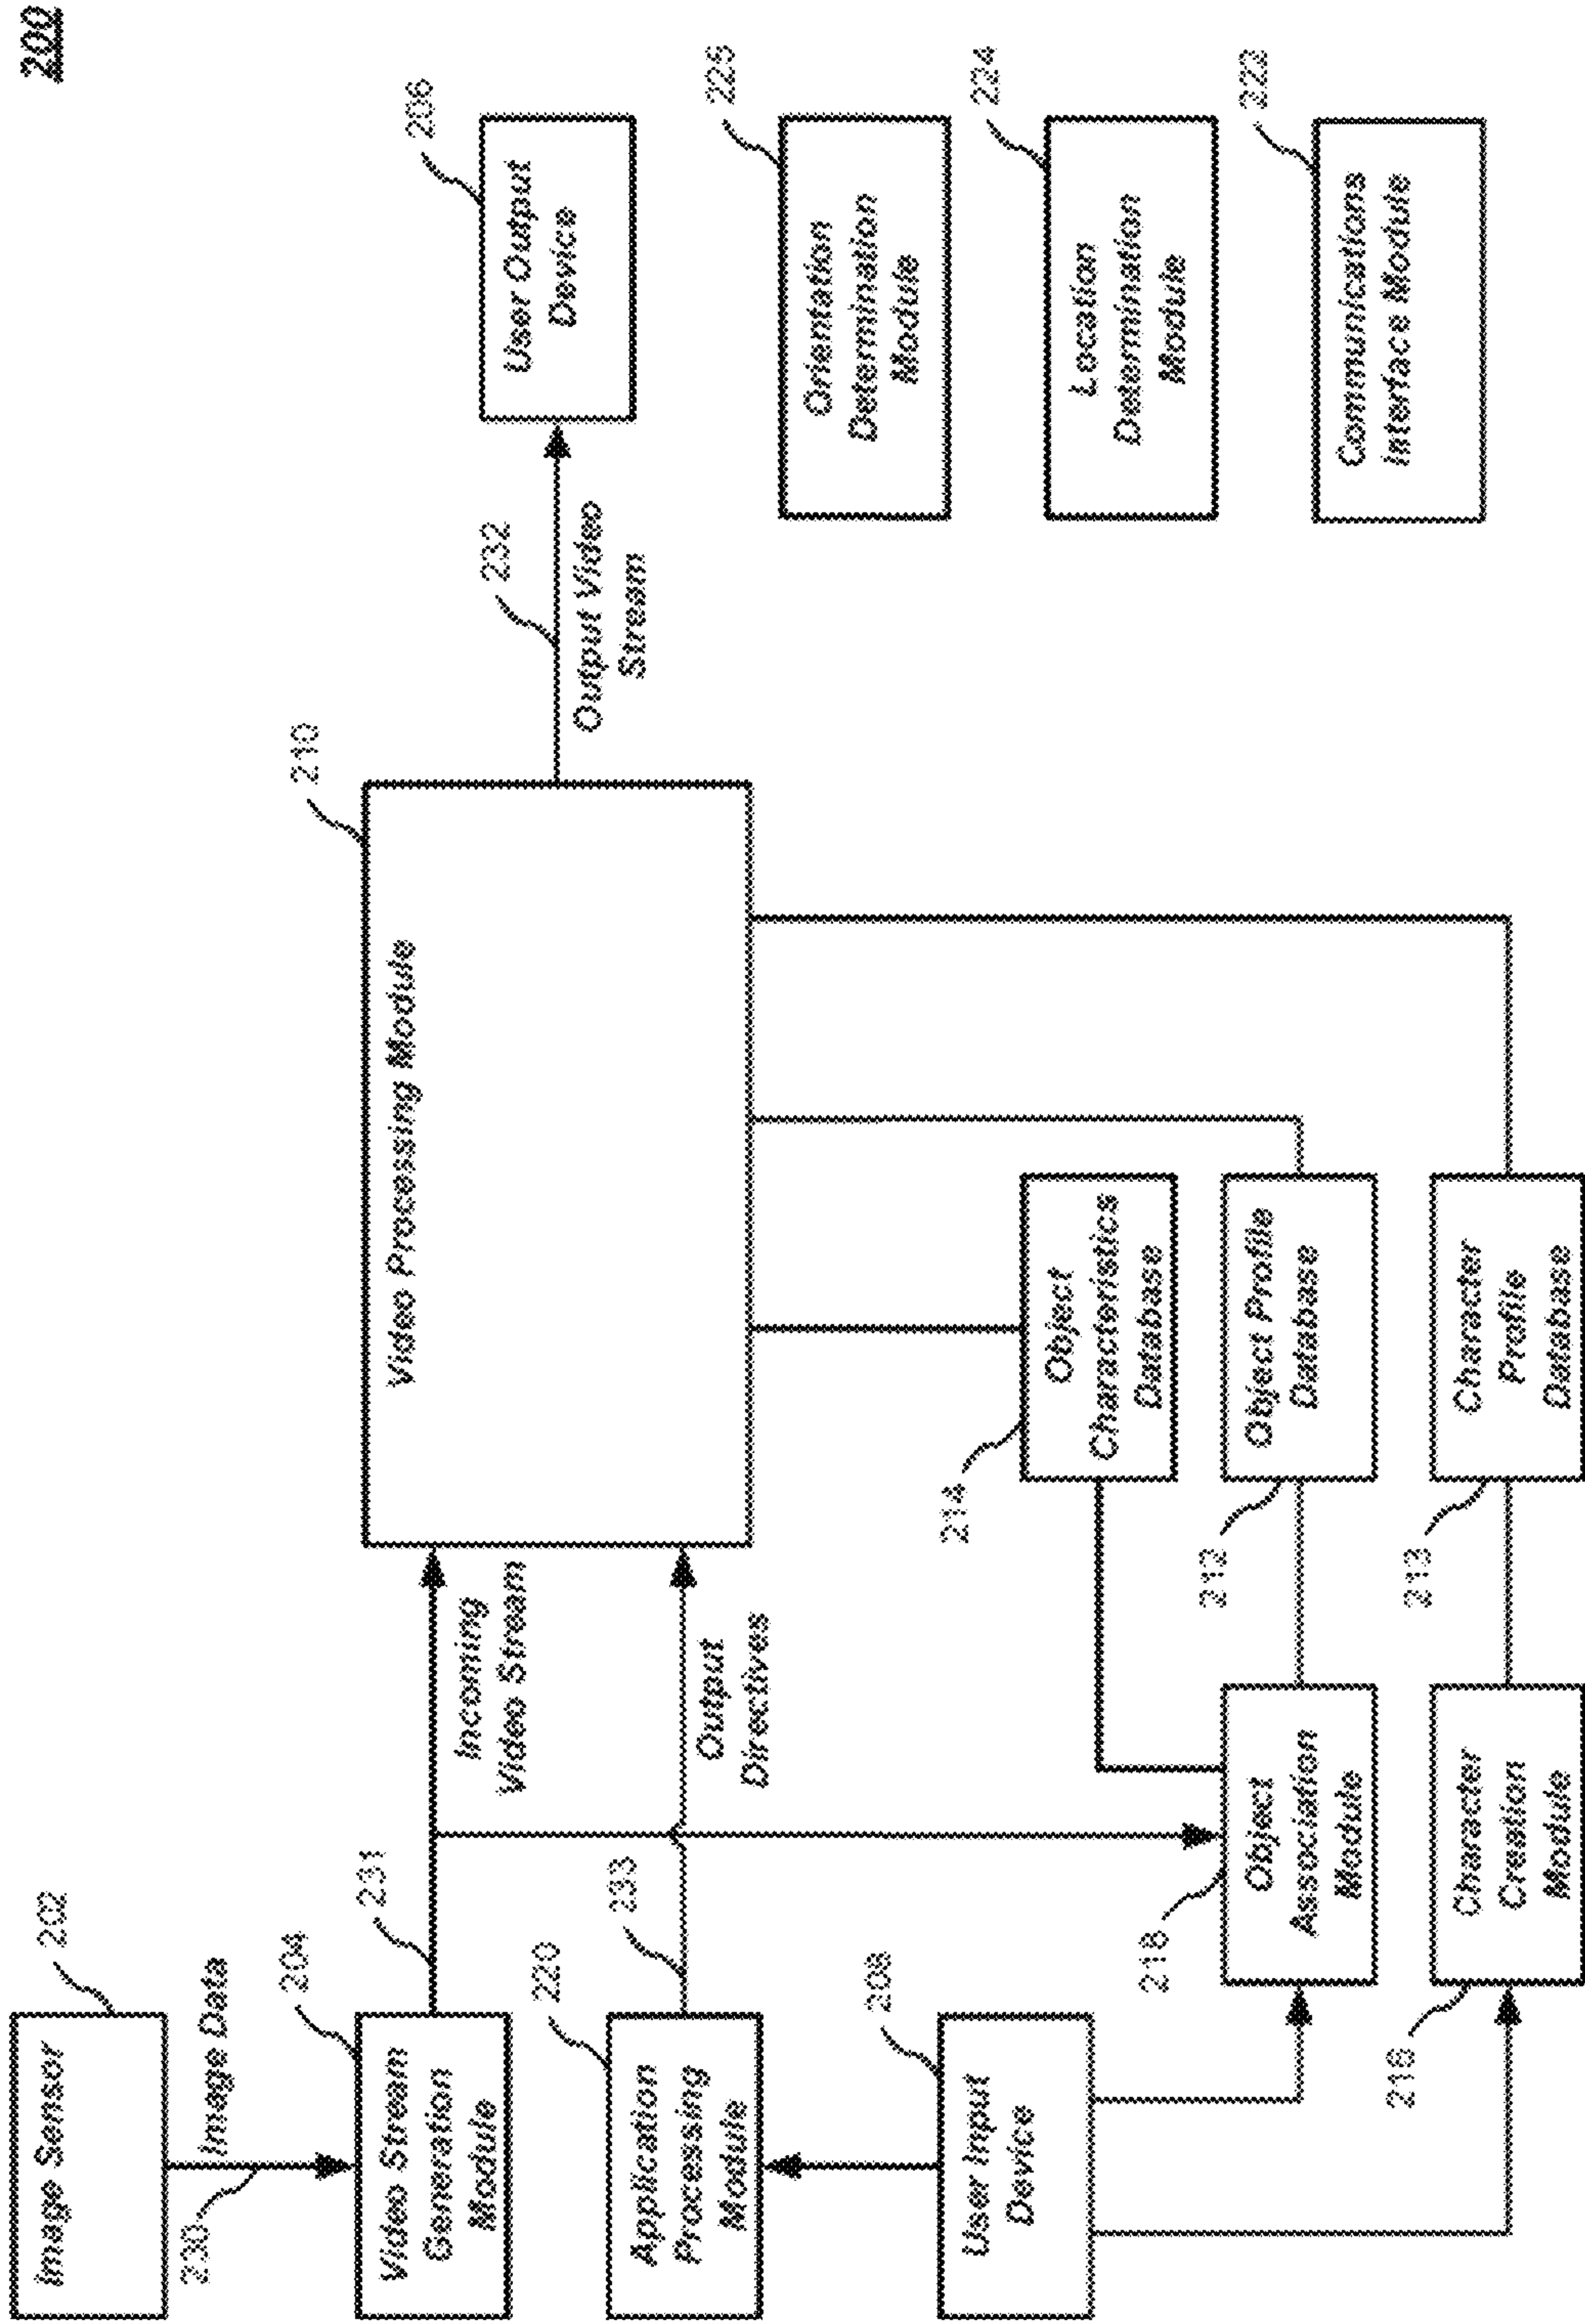 200
Image Sensor
202
230
Image Data
Video Stream
Generation
Module
204
231
Incoming
Video Stream
Video Processing Module
210
232
Output Video
Stream
User Output
Device
206
Application
Processing
Module
220
233
Output
Directives
Orientation
Determination
Module
225
User Input
Device
208
Object
Characteristics
Database
214
Location
Determination
Module
224
Object
Association
Module
218
Object Profile
Database
212
Communications
Interface Module
222
Character
Creation
Module
216
Character
Profile
Database
213